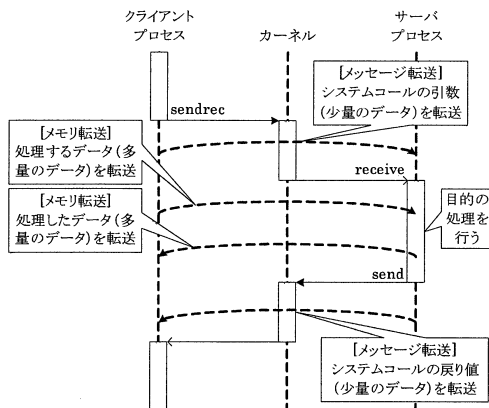 クライアント
プロセス
カーネル
サーバ
プロセス
[メッセージ転送]
システムコールの引数
(少量のデータ)を転送
sendrec
[メモリ転送]
処理するデータ(多
量のデータ)を転送
receive
[メモリ転送]
処理したデータ(多
量のデータ)を転送
目的の
処理を
行う
send
[メッセージ転送]
システムコールの戻り値
(少量のデータ)を転送